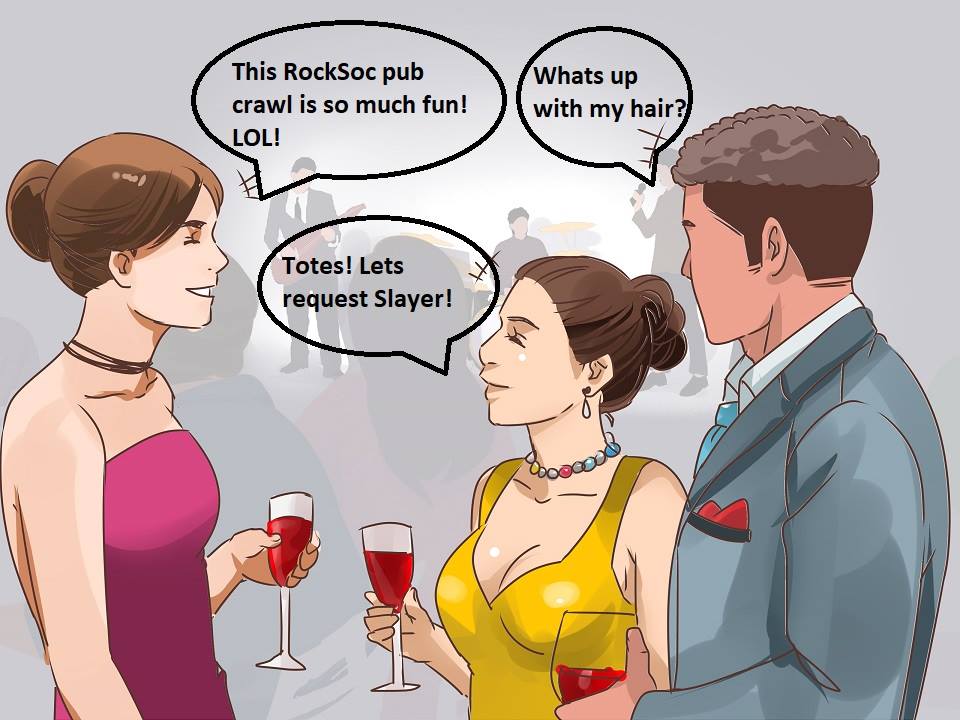 This RockSoc pub
crawl is so much fun!
LOL!
Whats up
with my hair?
Totes! Lets
request Slayer!